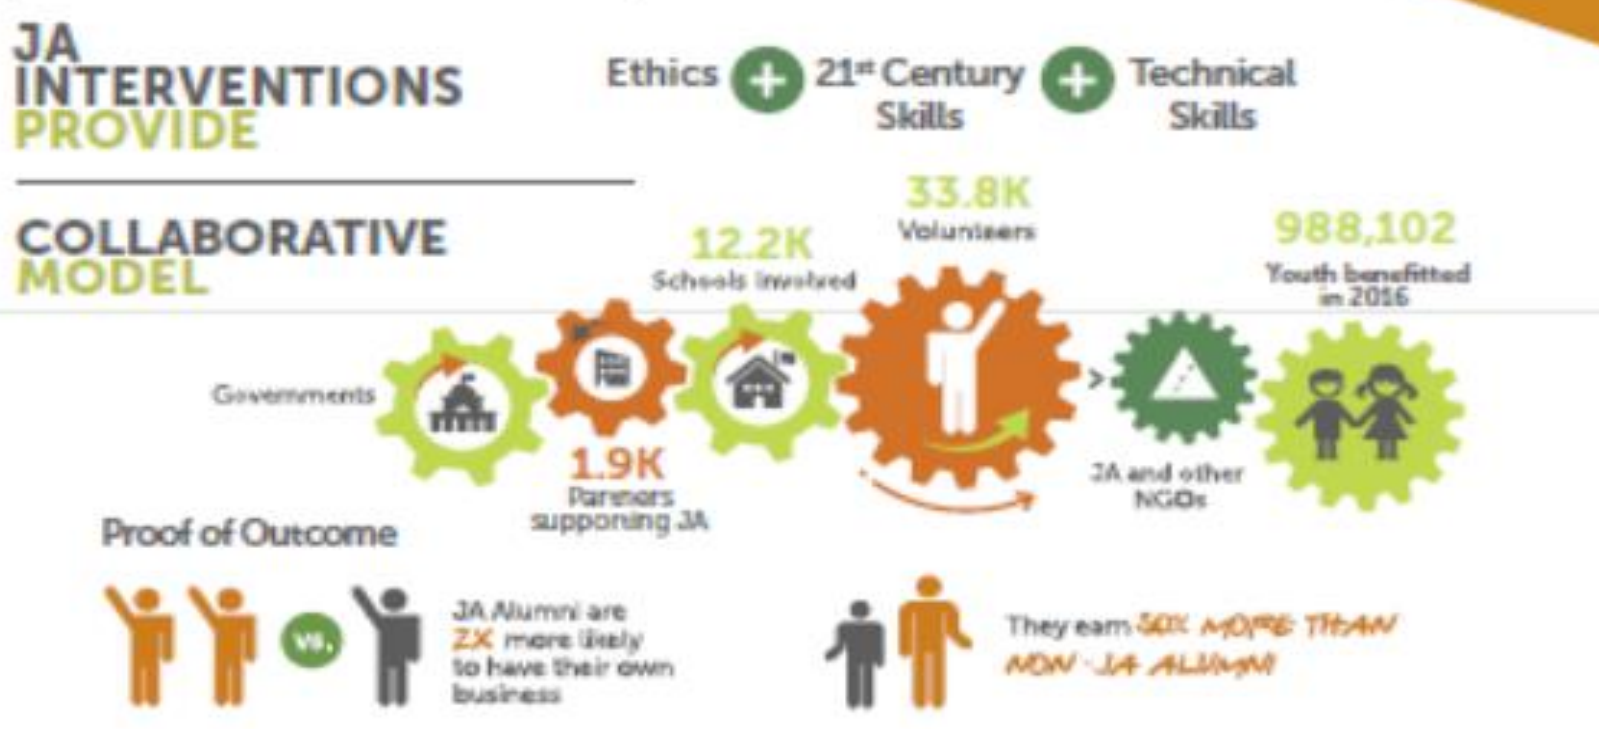 JA
INTERVENTIONS
PROVIDE
Ethics + 21st Century Skills + Technical Skills
COLLABORATIVE
MODEL
Governments
1.9K
Partners
supporting JA
12.2K
Schools involved
33.8K
Volunteers
JA and other
NGOs
988,102
Youth benefitted
in 2016
Proof of Outcome
vs.
JA Alumni are
2X more likely
to have their own
business
They earn 50% MORE THAN
NON-JA ALUMNI